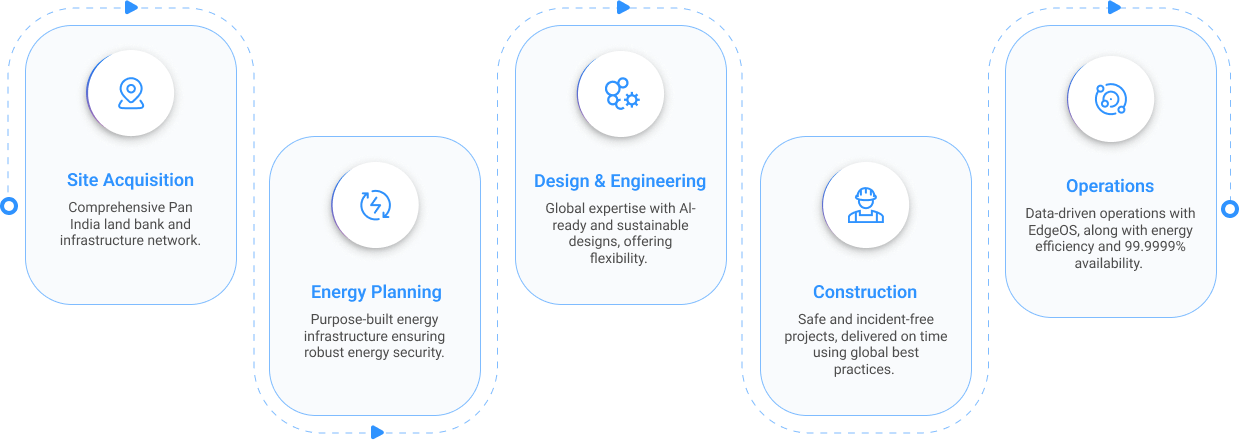 Site Acquisition
Comprehensive Pan
India land bank and
infrastructure network.
Energy Planning
Purpose-built energy
infrastructure ensuring
robust energy security.
Design & Engineering
Global expertise with AI-
ready and sustainable
designs, offering
flexibility.
Construction
Safe and incident-free
projects, delivered on time
using global best
practices.
Operations
Data-driven operations with
EdgeOS, along with energy
efficiency and 99.9999%
availability.